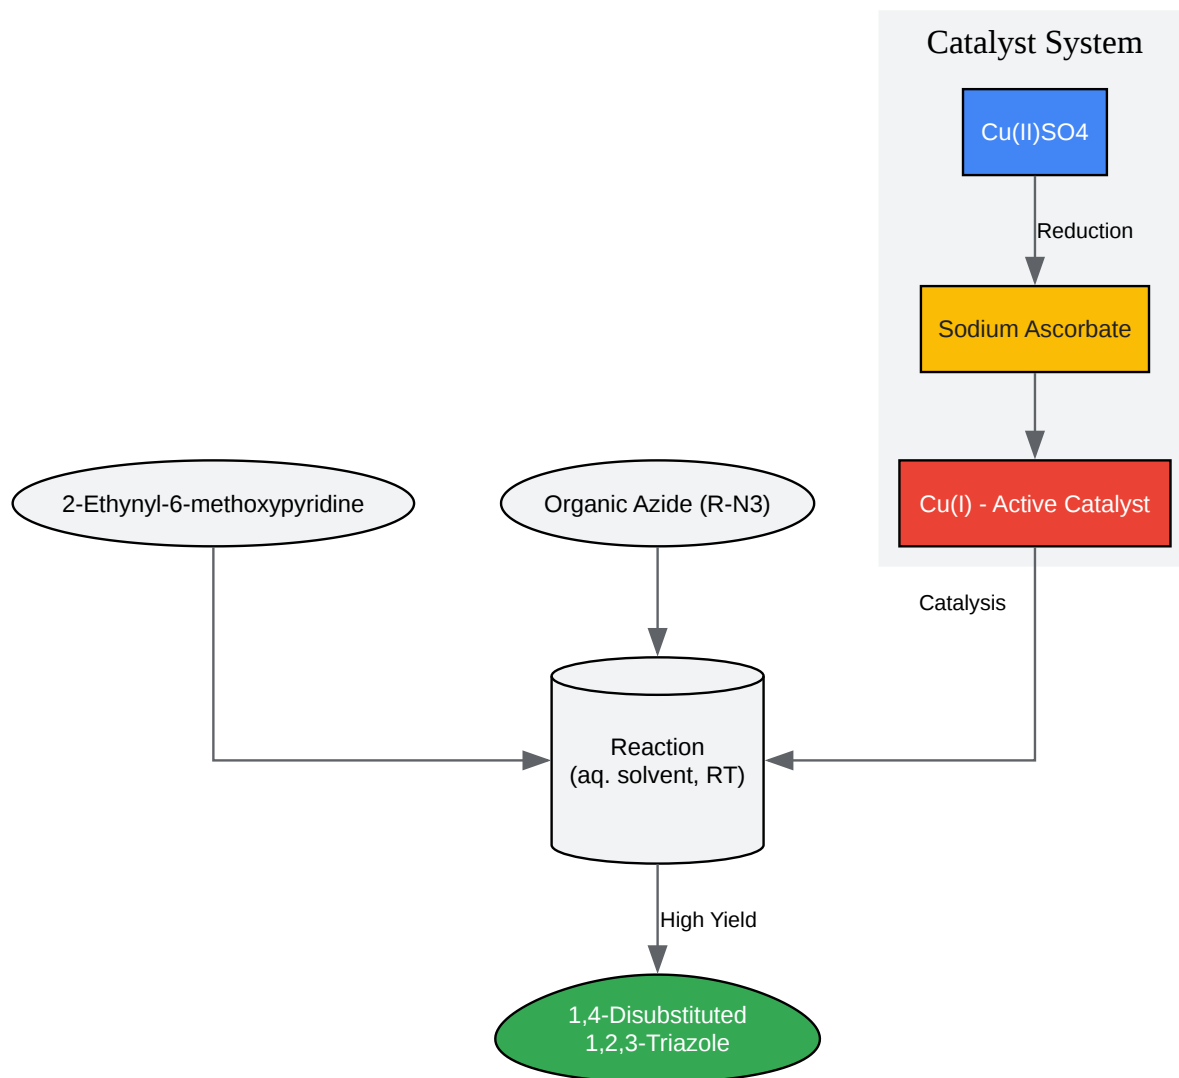 Catalyst System
Cu(II)SO4
Reduction
Sodium Ascorbate
2-Ethynyl-6-methoxypyridine
Organic Azide (R-N3)
Cu(I) - Active Catalyst
Catalysis
Reaction
(aq. solvent, RT)
High Yield
1,4-Disubstituted
1,2,3-Triazole